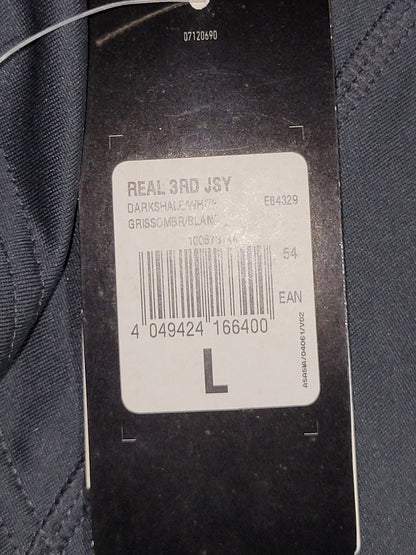 07120690
REAL 3RD JSY
DARKSHALE/WHITE E84329
GRISSOMBR/BLANC
54
EAN
4 049424 166400
L